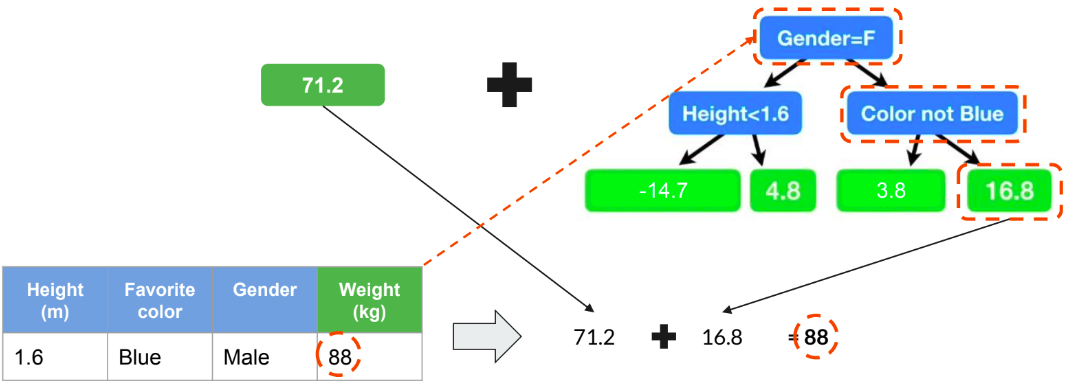 Gender=F
71.2
Height<1.6
Color not Blue
-14.7
4.8
3.8
16.8
Height
(m)
Favorite
color
Gender
Weight
(kg)
1.6
Blue
Male
88
71.2
16.8
= 88